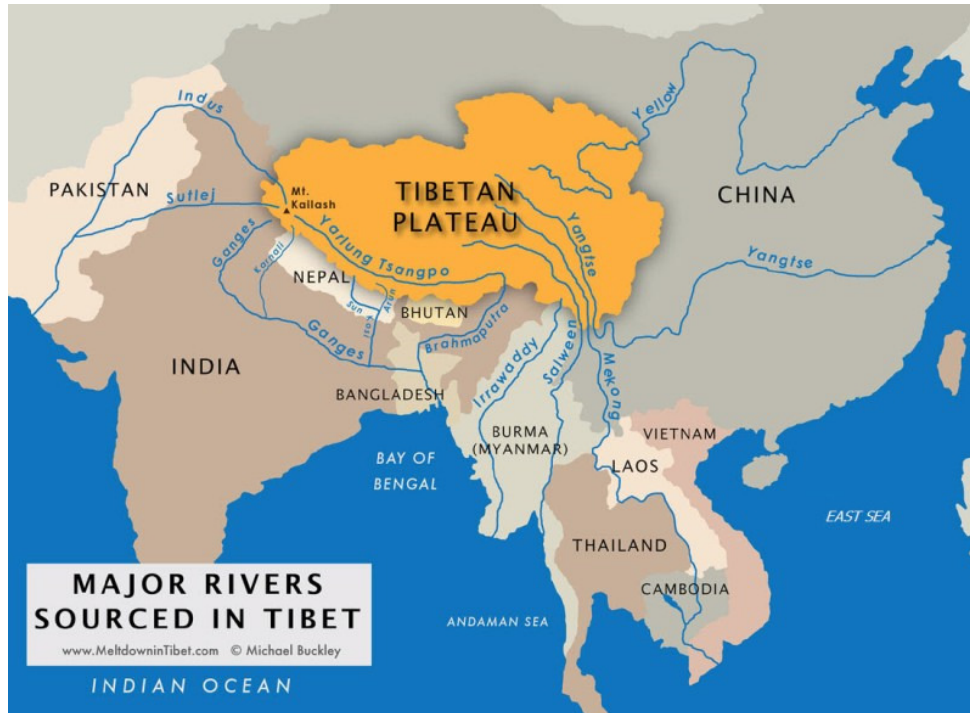 Indus
Yellow
PAKISTAN
Mt.
Kailash
TIBETAN
PLATEAU
CHINA
Sutlej
Ganges
Karnali
Yarlung Tsangpo
Yangtse
Yangtse
NEPAL
Sun
Kosi
Arun
BHUTAN
Ganges
Brahmaputra
INDIA
Irrawaddy
Salween
Mekong
BANGLADESH
BURMA
(MYANMAR)
VIETNAM
LAOS
BAY OF
BENGAL
EAST SEA
THAILAND
CAMBODIA
ANDAMAN SEA
MAJOR RIVERS
SOURCED IN TIBET
www.MeltdowninTibet.com © Michael Buckley
INDIAN OCEAN